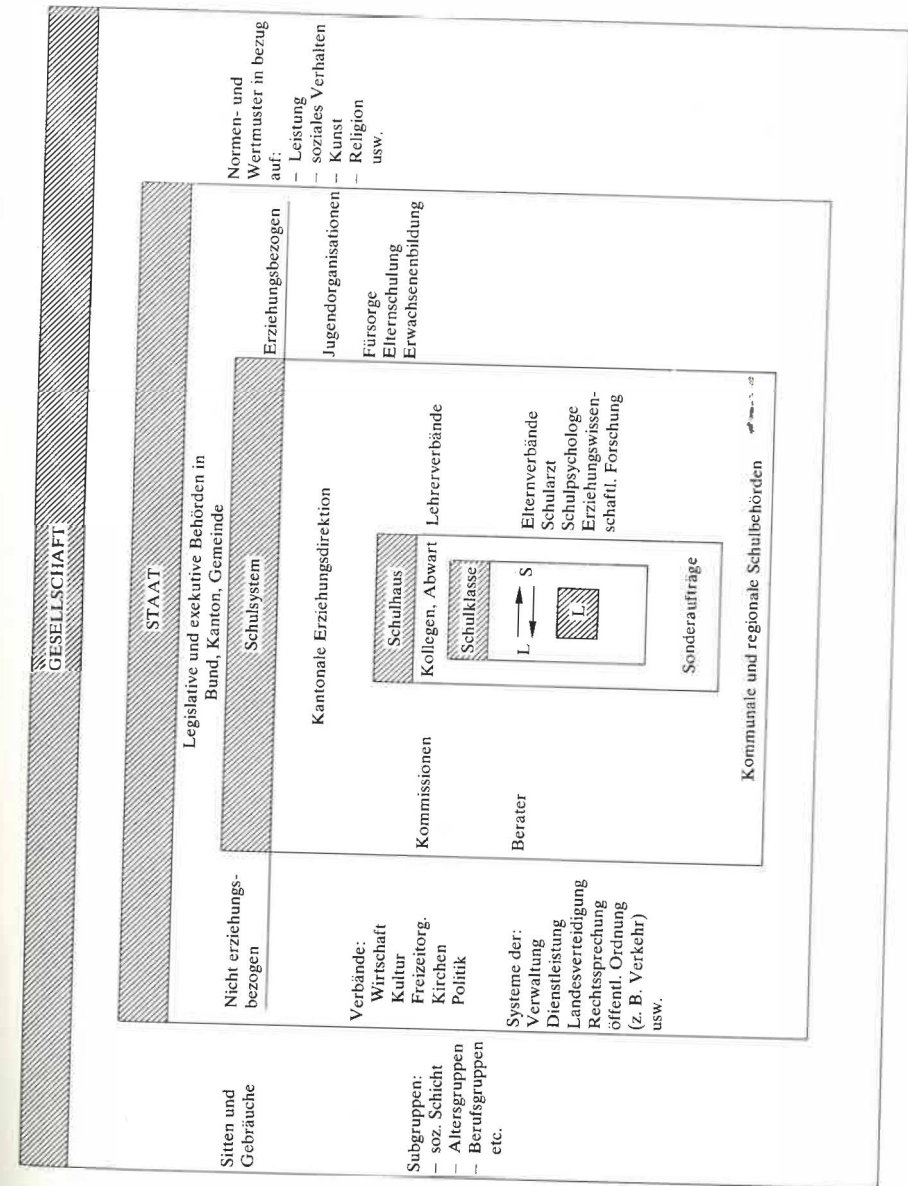 GESELLSCHAFT
Sitten und
Gebräuche
Subgruppen:
– soz. Schicht
– Altersgruppen
– Berufsgruppen
etc.
STAAT
Legislative und exekutive Behörden in
Bund, Kanton, Gemeinde
Nicht erziehungs-
bezogen
Verbände:
Wirtschaft
Kultur
Freizeitorg.
Kirchen
Politik
Systeme der:
Verwaltung
Dienstleistung
Landesverteidigung
Rechtssprechung
öffentl. Ordnung
(z. B. Verkehr)
usw.
Schulsystem
Kantonale Erziehungsdirektion
Kommissionen
Berater
Schulhaus
Kollegen, Abwart
Schulklasse
L S
L
Sonderaufträge
Lehrerverbände
Elternverbände
Schularzt
Schulpsychologe
Erziehungswissen-
schaftl. Forschung
Kommunale und regionale Schulbehörden
Erziehungsbezogen
Jugendorganisationen
Fürsorge
Elternschulung
Erwachsenenbildung
Normen- und
Wertmuster in bezug
auf:
– Leistung
– soziales Verhalten
– Kunst
– Religion
usw.